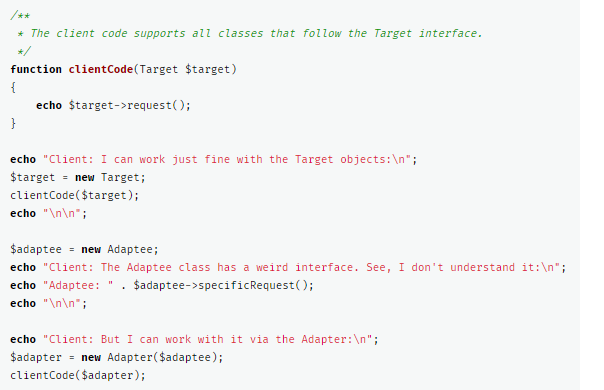 /**
 * The client code supports all classes that follow the Target interface.
 */
function clientCode(Target $target)
{
    echo $target->request();
}
echo "Client: I can work just fine with the Target objects:\n";
$target = new Target;
clientCode($target);
echo "\n\n";
$adaptee = new Adaptee;
echo "Client: The Adaptee class has a weird interface. See, I don't understand it:\n";
echo "Adaptee: " . $adaptee->specificRequest();
echo "\n\n";
echo "Client: But I can work with it via the Adapter:\n";
$adapter = new Adapter($adaptee);
clientCode($adapter);